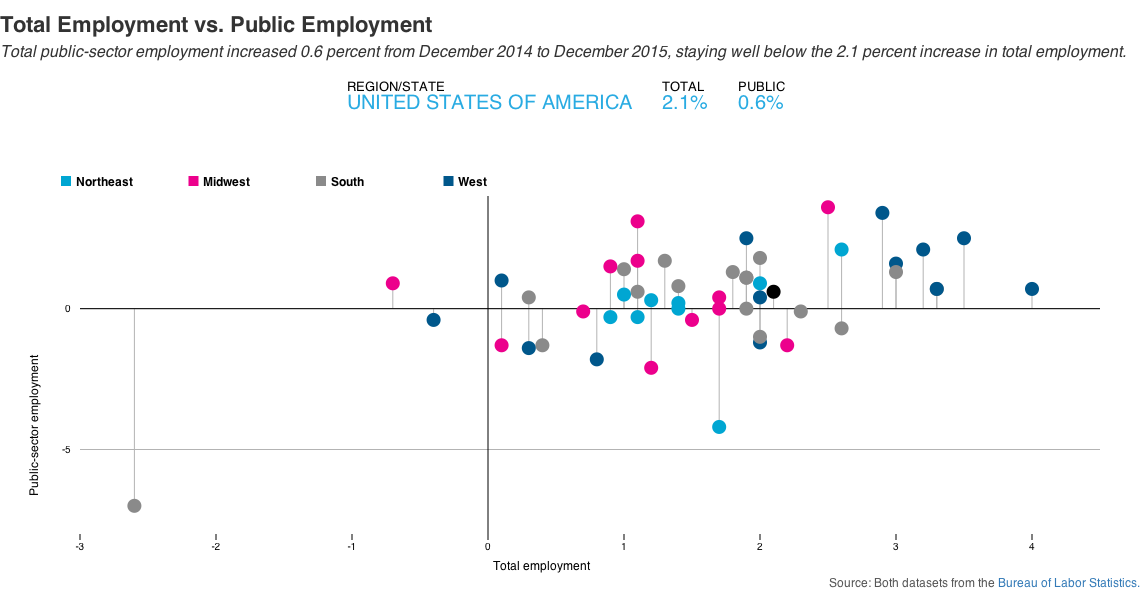 Total Employment vs. Public Employment
Total public-sector employment increased 0.6 percent from December 2014 to December 2015, staying well below the 2.1 percent increase in total employment.
REGION/STATE TOTAL PUBLIC
UNITED STATES OF AMERICA 2.1% 0.6%
Northeast Midwest South West
0
-5
Public-sector employment
-3 -2 -1 0 1 2 3 4
Total employment
Source: Both datasets from the Bureau of Labor Statistics.